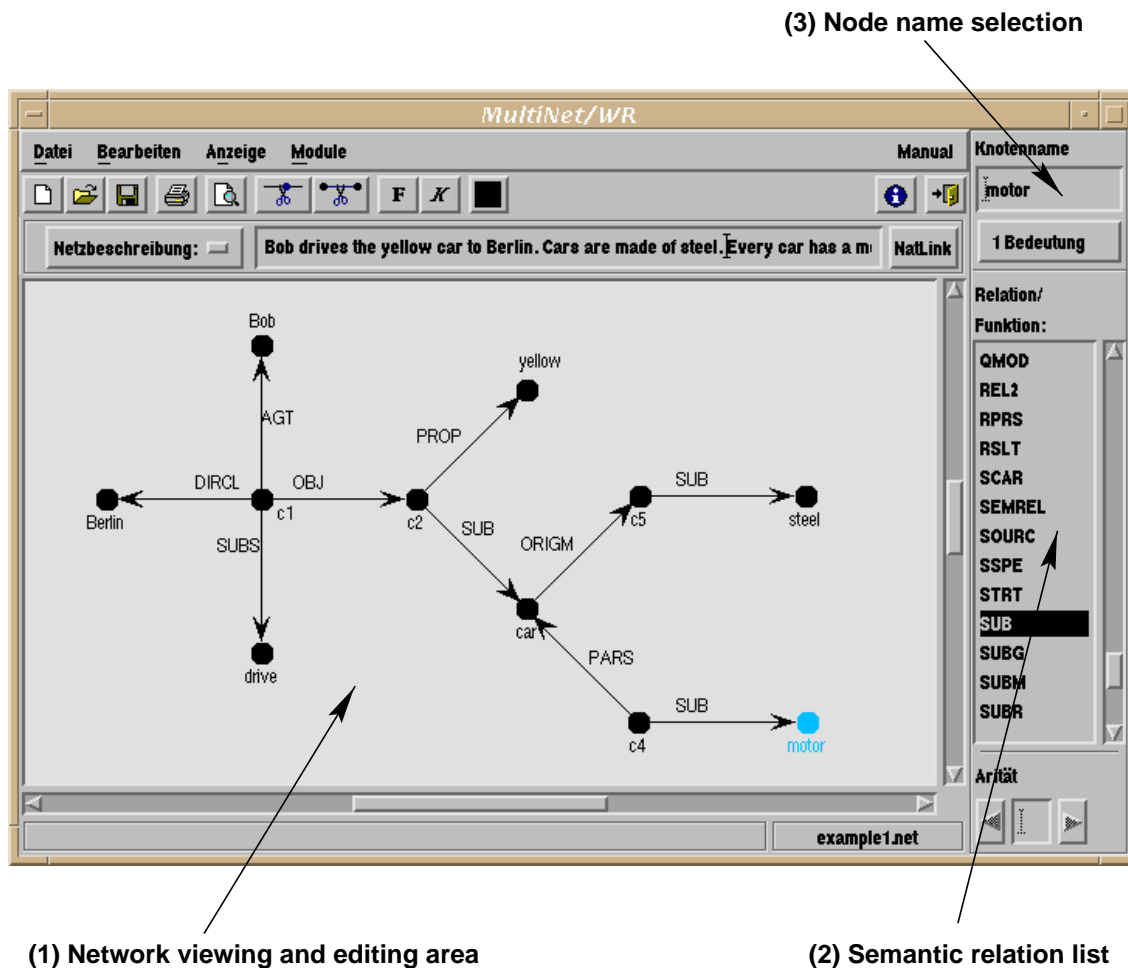 (3) Node name selection
MultiNet/WR
Datei Bearbeiten Anzeige Module Manual
Knotenname
motor
F K
1 Bedeutung
Netzbeschreibung: Bob drives the yellow car to Berlin. Cars are made of steel. Every car has a m NatLink
Relation/
Funktion:
QMOD
REL2
RPRS
RSLT
SCAR
SEMREL
SOURC
SSPE
STRT
SUB
SUBG
SUBM
SUBR
Arität
Bob
yellow
AGT
PROP
DIRCL OBJ SUB
Berlin c1 c2 c5 steel
SUBS SUB ORIGM
car
drive PARS
SUB
c4 motor
example1.net
(1) Network viewing and editing area
(2) Semantic relation list